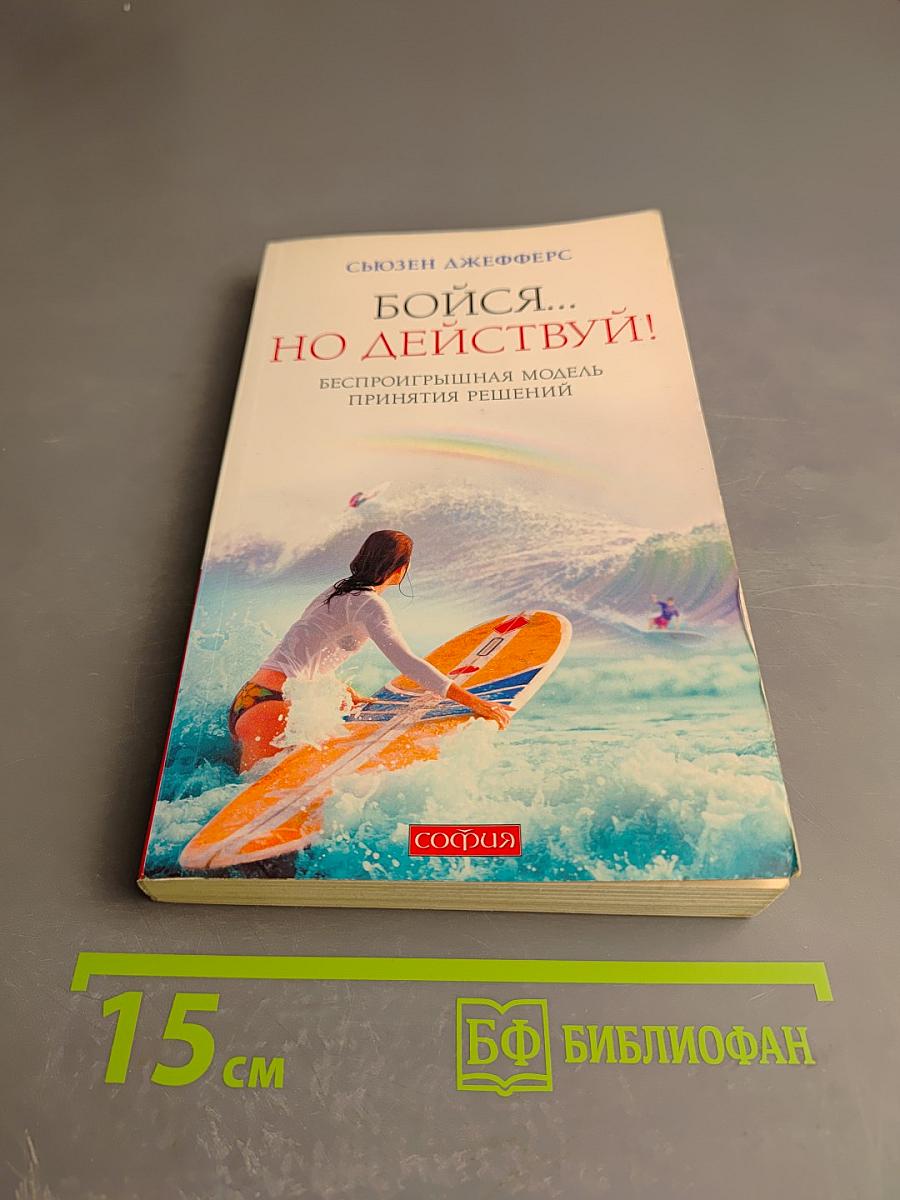 СЬЮЗЕН ДЖЕФФЕРС
БОЙСЯ...
НО ДЕЙСТВУЙ!
БЕСПРОИГРЫШНАЯ МОДЕЛЬ
ПРИНЯТИЯ РЕШЕНИЙ
СОФИЯ
15 СМ
БФ БИБЛИОФАН